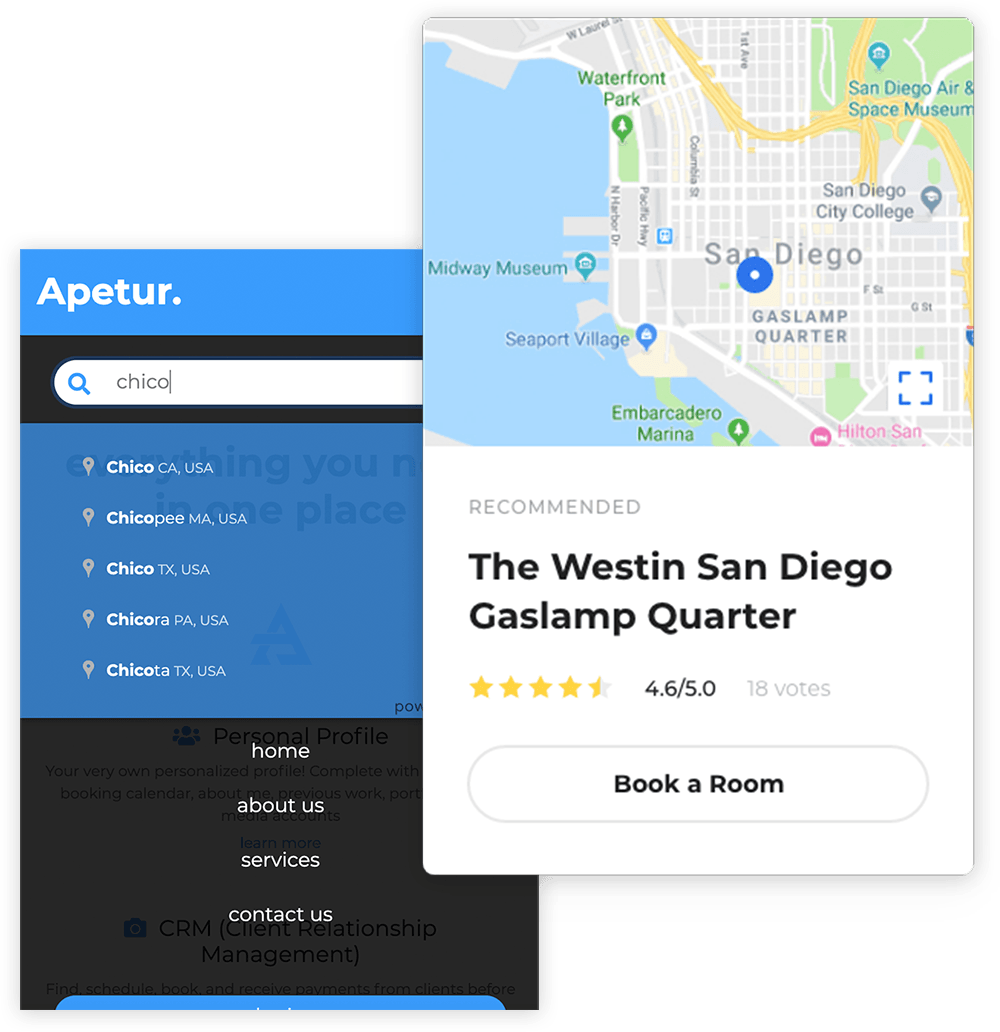 W Laurel St
1st Ave
Waterfront
Park
San Diego Air &
Space Museum
Columbia St
N Harbor Dr
Pacific Hwy
San Diego
City College
San Diego
Midway Museum
F St
G St
GASLAMP
QUARTER
Seaport Village
Embarcadero
Marina
Hilton San
RECOMMENDED
The Westin San Diego
Gaslamp Quarter
4.6/5.0 18 votes
Book a Room
Apetur.
chico
everything you n
in one place
Chico CA, USA
Chicopee MA, USA
Chico TX, USA
Chicora PA, USA
Chicota TX, USA
pow
Personal Profile
home
Your very own personalized profile! Complete with
booking calendar, about me, previous work, port
about us
media accounts
learn more
services
contact us
CRM (Client Relationship
Management)
Find, schedule, book, and receive payments from clients before